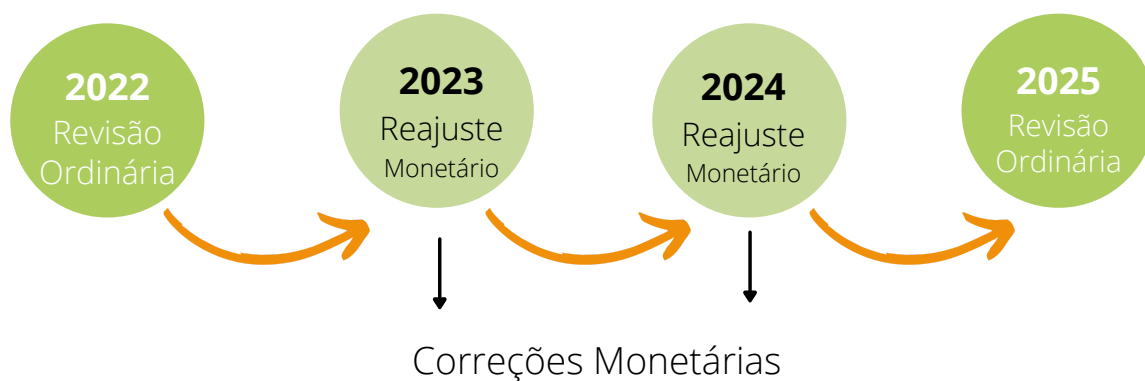 2022
Revisão
Ordinária
2023
Reajuste
Monetário
2024
Reajuste
Monetário
2025
Revisão
Ordinária
Correções Monetárias